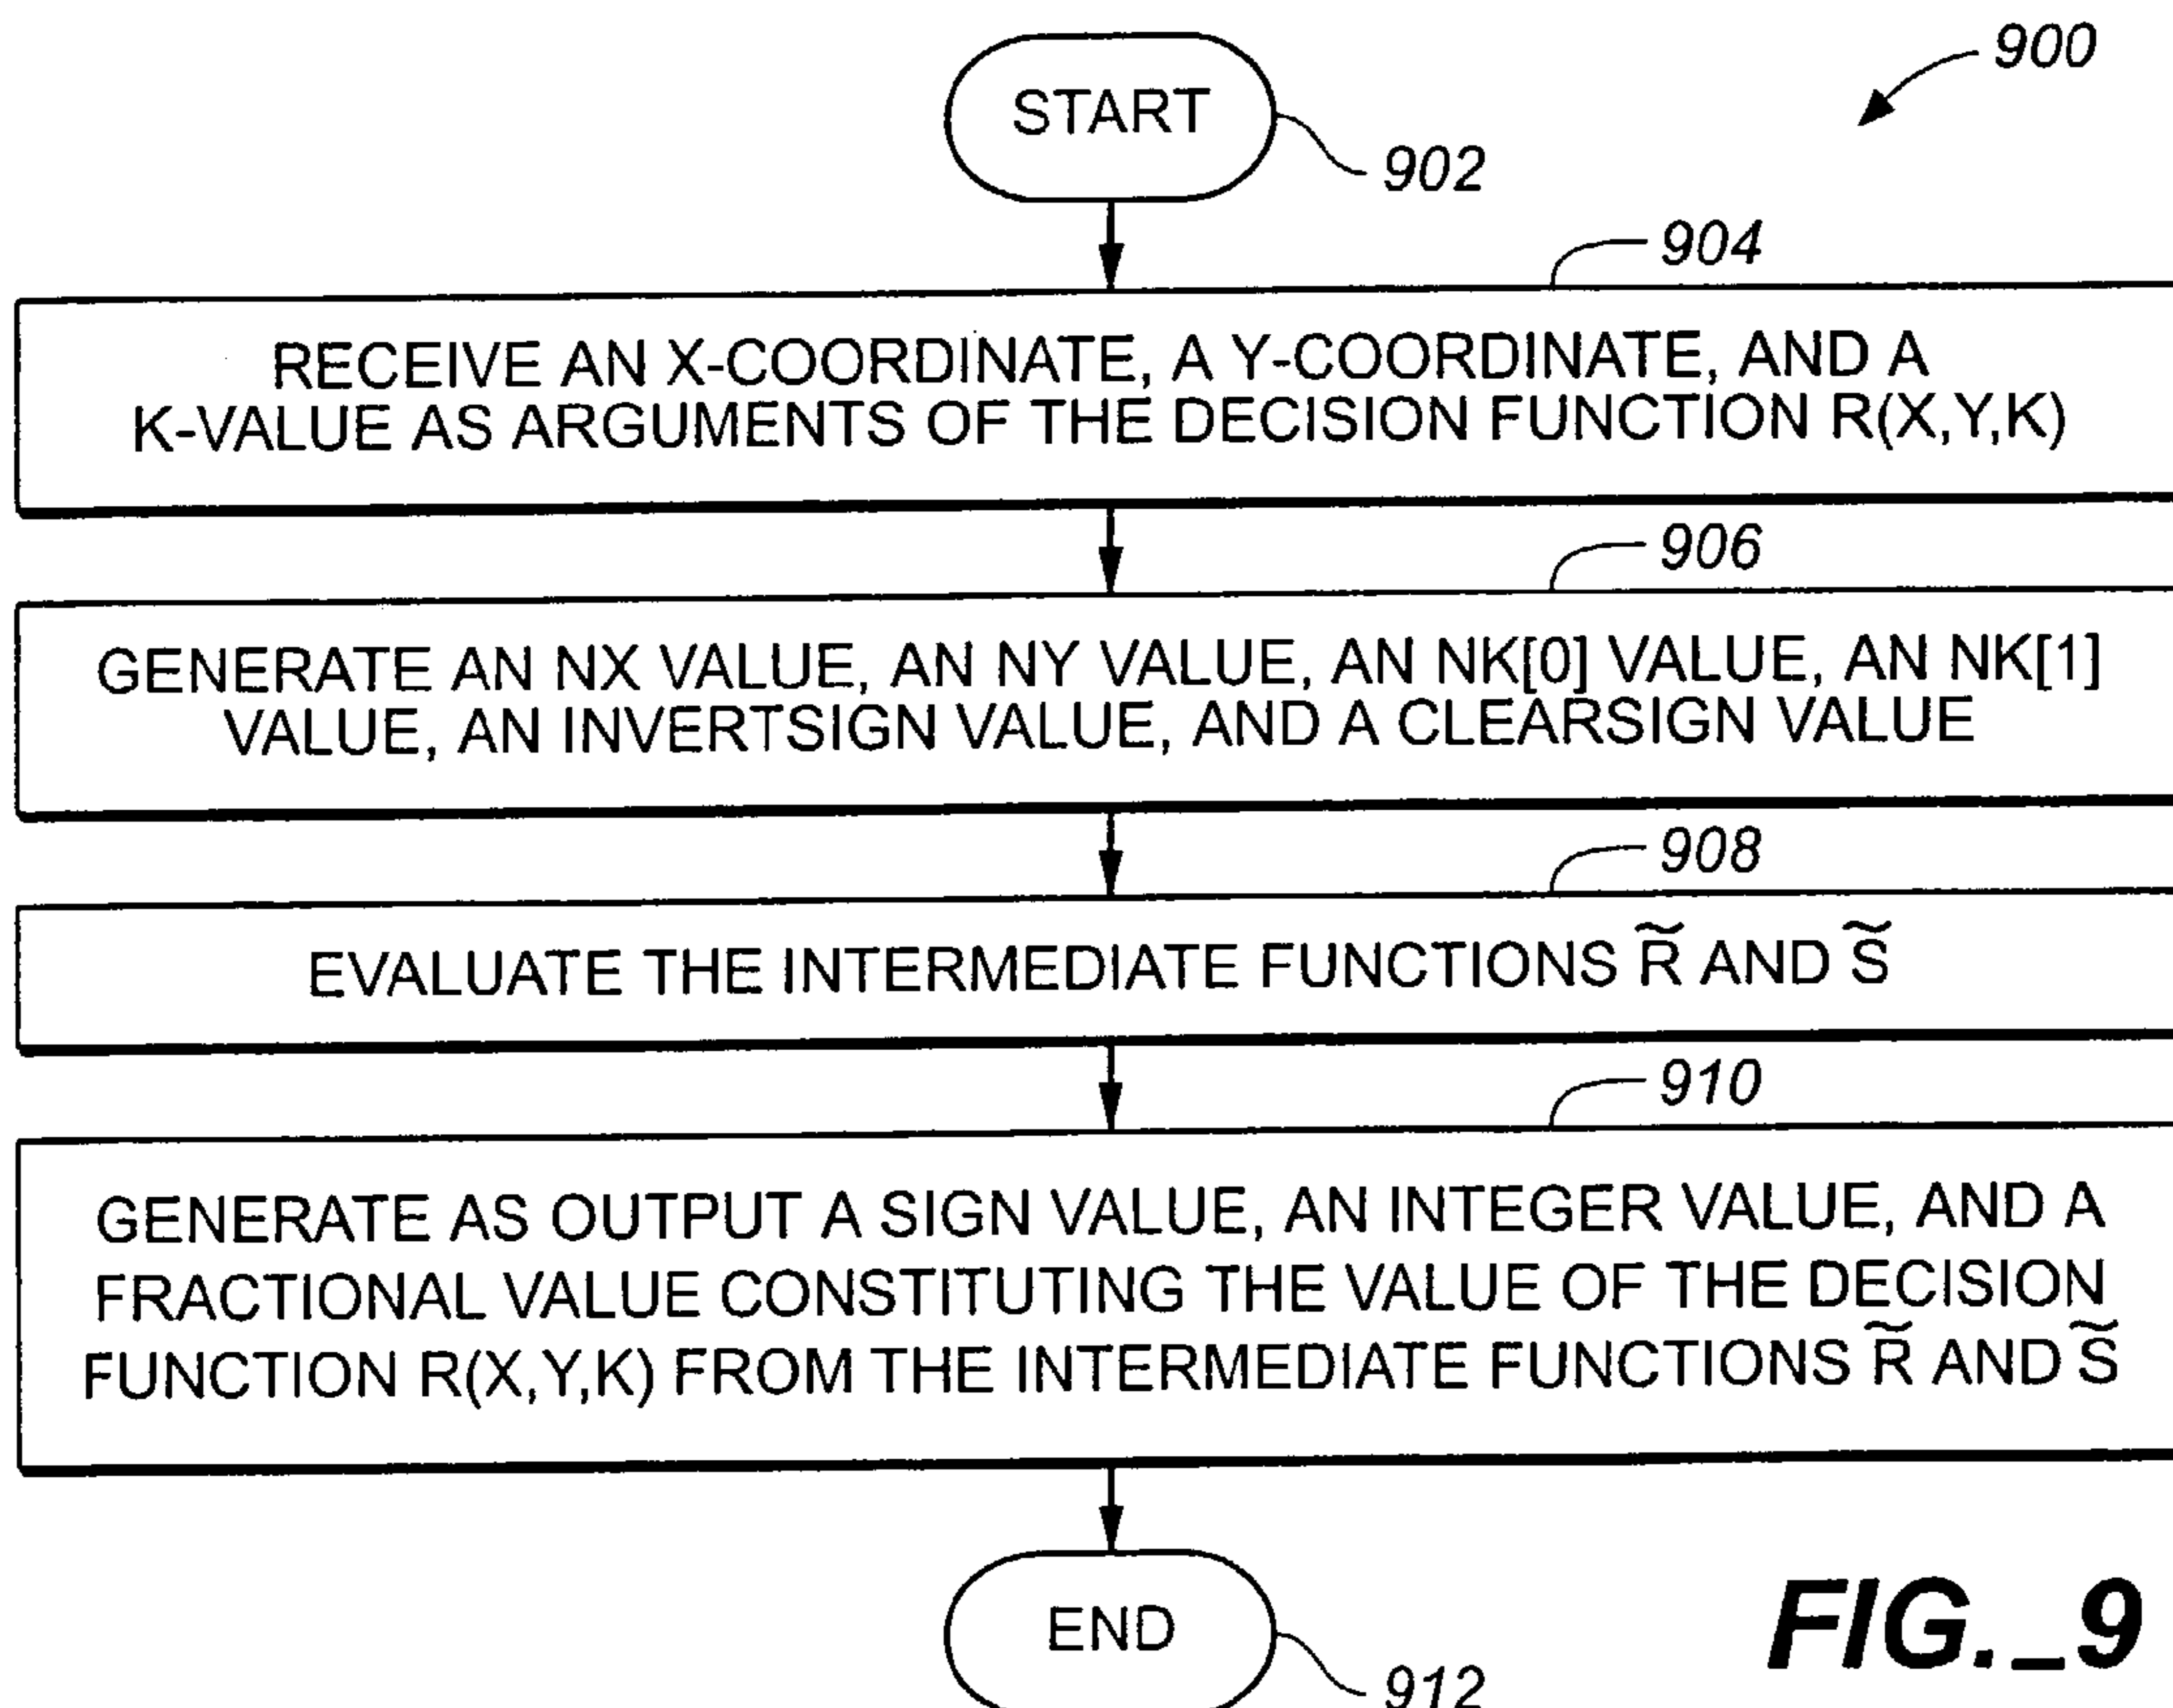 900
START
902
904
RECEIVE AN X-COORDINATE, A Y-COORDINATE, AND A
K-VALUE AS ARGUMENTS OF THE DECISION FUNCTION R(X,Y,K)
906
GENERATE AN NX VALUE, AN NY VALUE, AN NK[0] VALUE, AN NK[1]
VALUE, AN INVERTSIGN VALUE, AND A CLEARSIGN VALUE
908
EVALUATE THE INTERMEDIATE FUNCTIONS R̃ AND S̃
910
GENERATE AS OUTPUT A SIGN VALUE, AN INTEGER VALUE, AND A
FRACTIONAL VALUE CONSTITUTING THE VALUE OF THE DECISION
FUNCTION R(X,Y,K) FROM THE INTERMEDIATE FUNCTIONS R̃ AND S̃
END
912
FIG._9